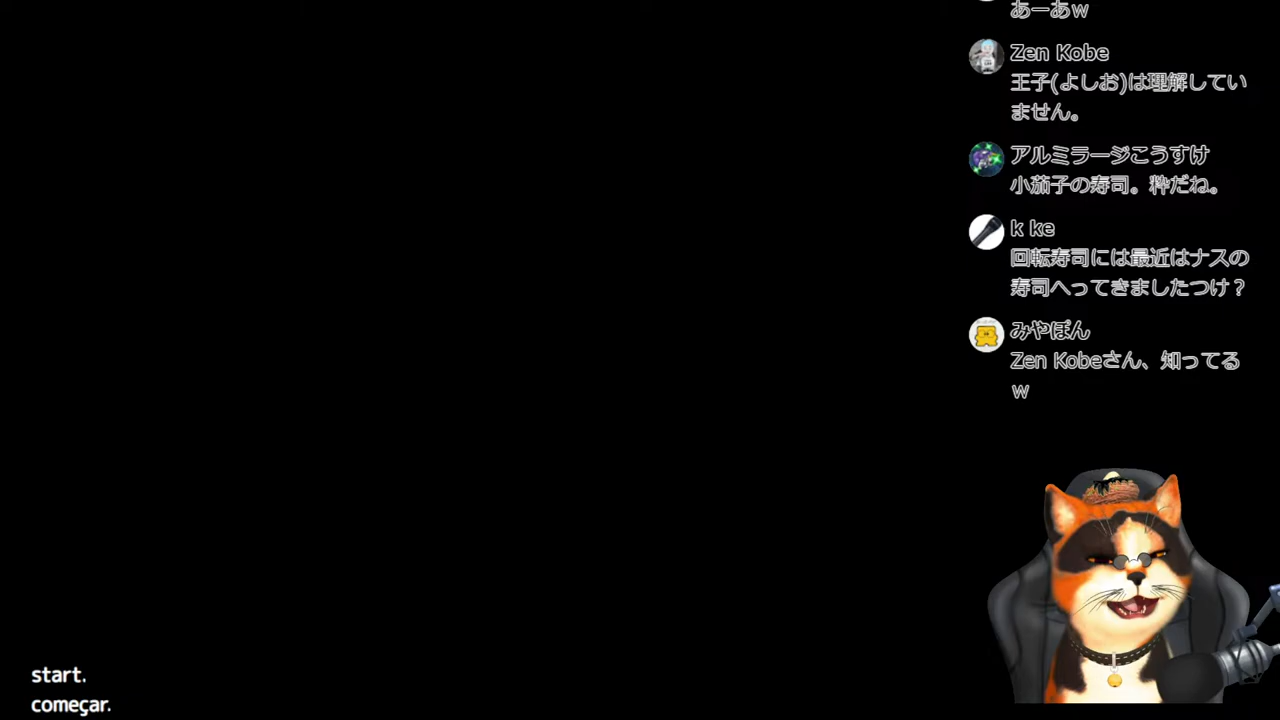 あーあw
Zen Kobe
王子(よしお)は理解してい
ません。
アルミラージこうすけ
小茄子の寿司。粋だね。
k ke
回転寿司には最近はナスの
寿司へってきましたつけ？
みやぽん
Zen Kobeさん、知ってる
w
start.
começar.